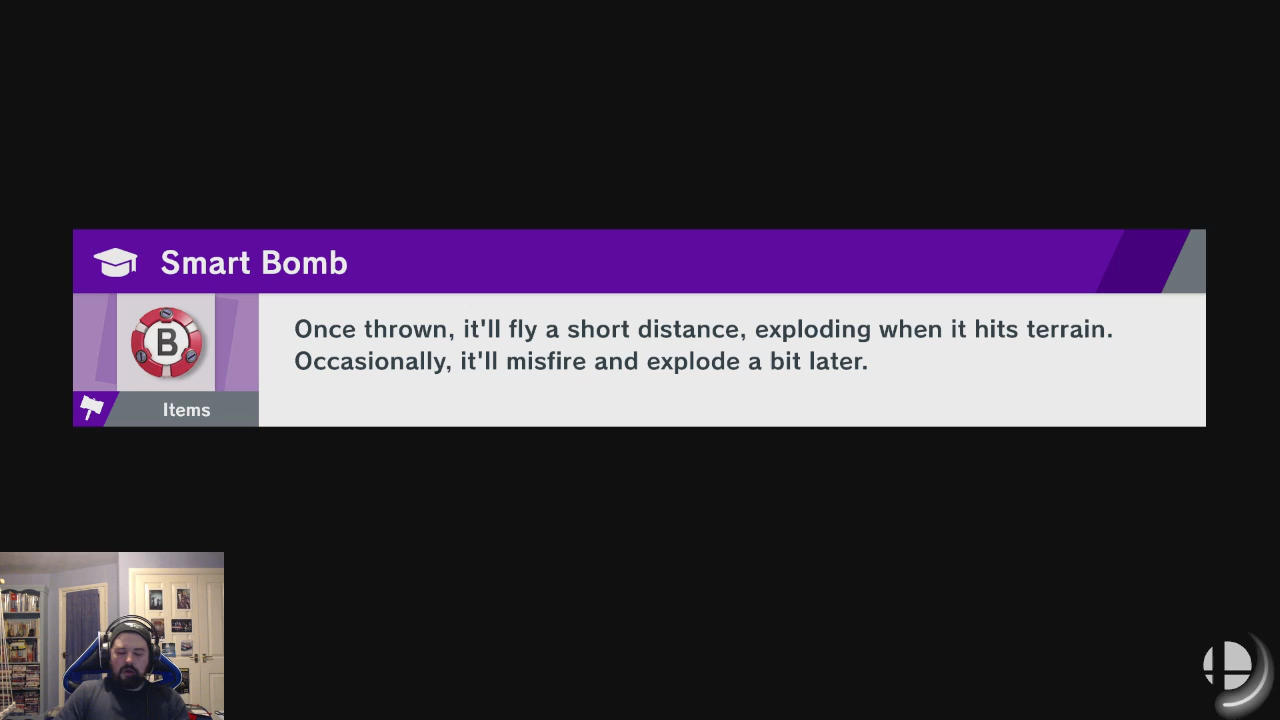 Smart Bomb
B
Once thrown, it'll fly a short distance, exploding when it hits terrain.
Occasionally, it'll misfire and explode a bit later.
Items